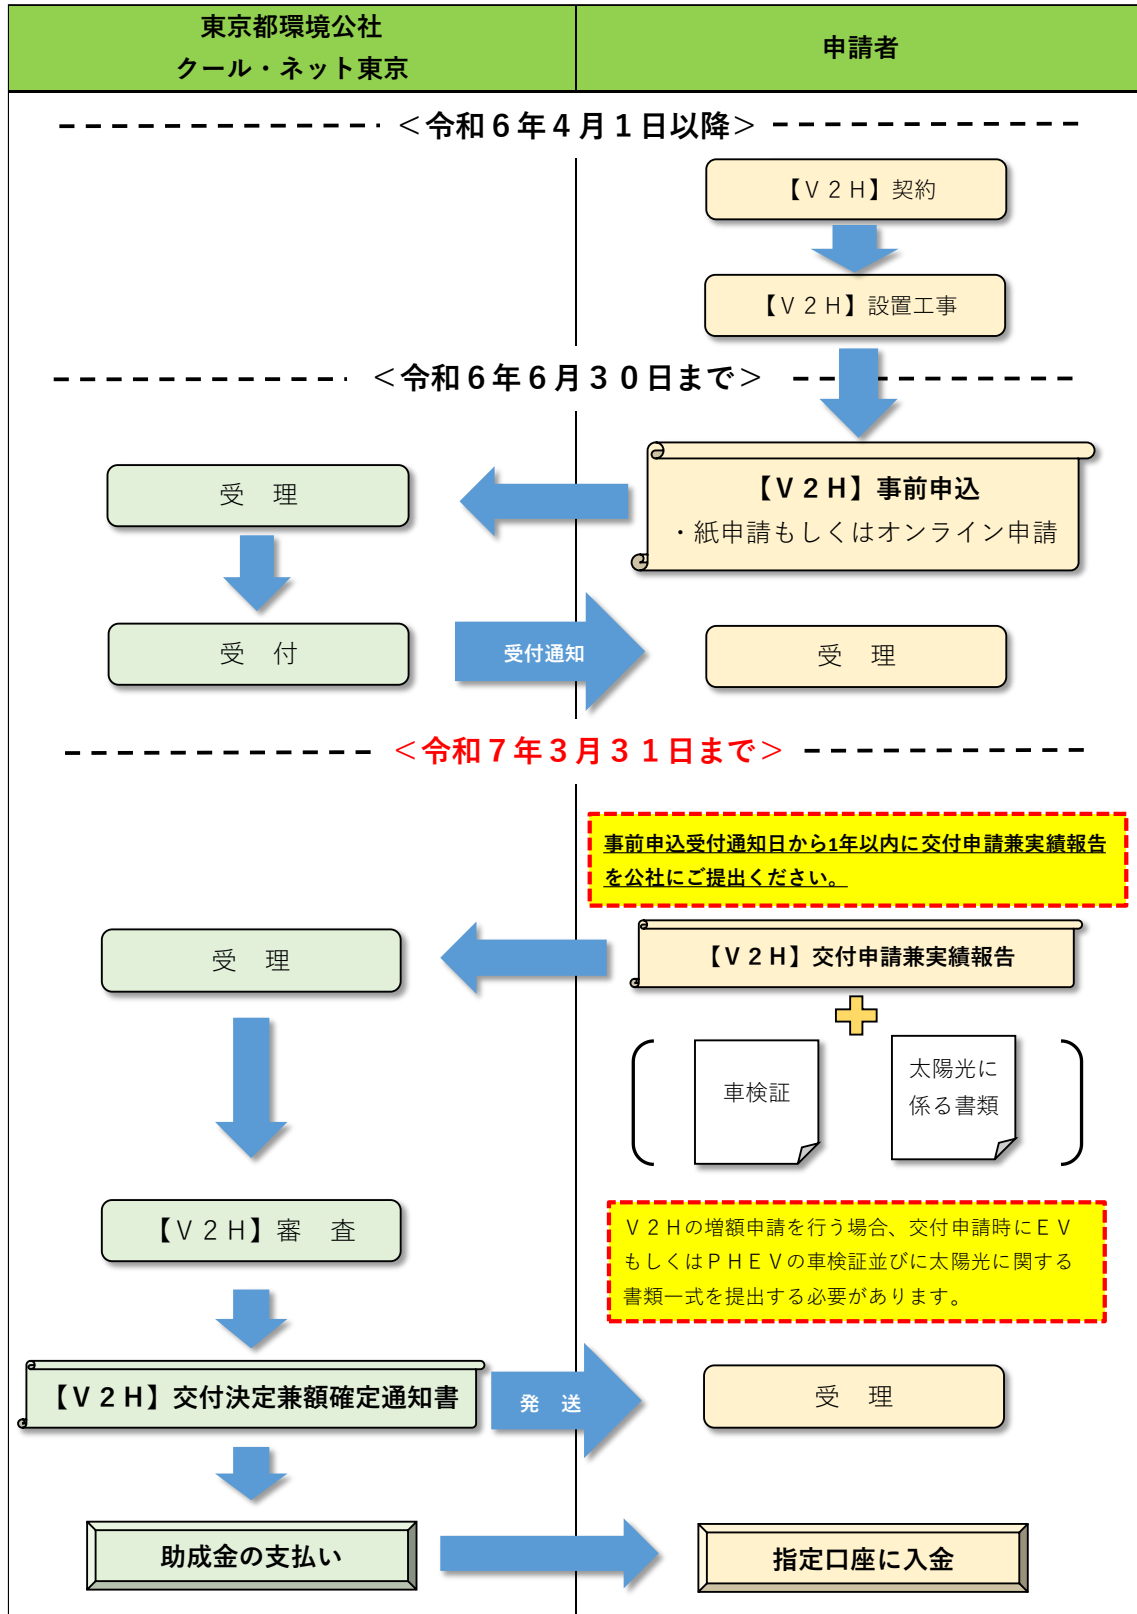 東京都環境公社
クール・ネット東京
申請者
＜令和６年４月１日以降＞
【Ｖ２Ｈ】契約
【Ｖ２Ｈ】設置工事
＜令和６年６月３０日まで＞
【Ｖ２Ｈ】事前申込
・紙申請もしくはオンライン申請
受　理
受　付
受付通知
受　理
＜令和７年３月３１日まで＞
事前申込受付通知日から1年以内に交付申請兼実績報告
を公社にご提出ください。
【Ｖ２Ｈ】交付申請兼実績報告
受　理
車検証
太陽光に
係る書類
【Ｖ２Ｈ】審　査
Ｖ２Ｈの増額申請を行う場合、交付申請時にＥＶ
もしくはＰＨＥＶの車検証並びに太陽光に関する
書類一式を提出する必要があります。
【Ｖ２Ｈ】交付決定兼額確定通知書
発　送
受　理
助成金の支払い
指定口座に入金